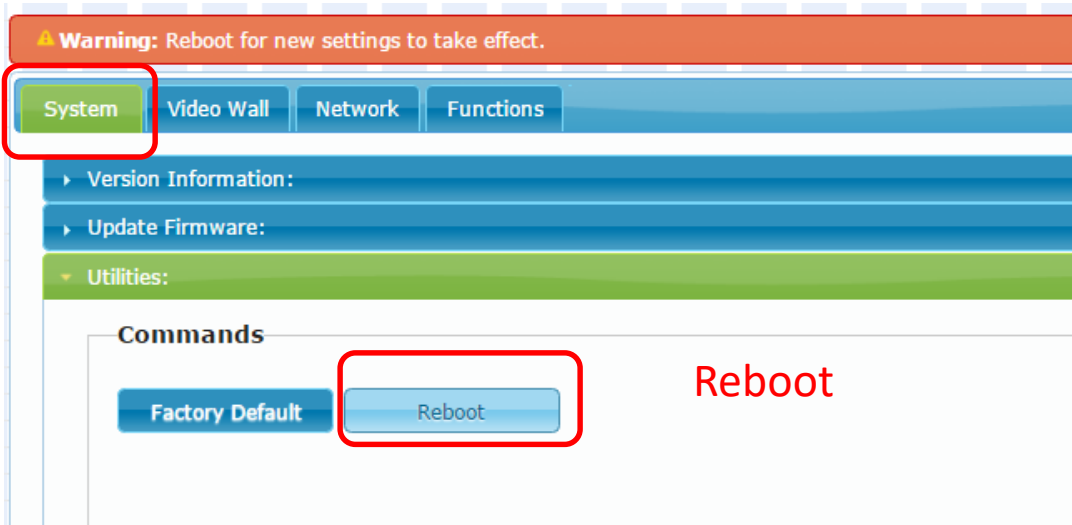 Warning: Reboot for new settings to take effect.
System Video Wall Network Functions
Version Information:
Update Firmware:
Utilities:
Commands
Factory Default Reboot
Reboot